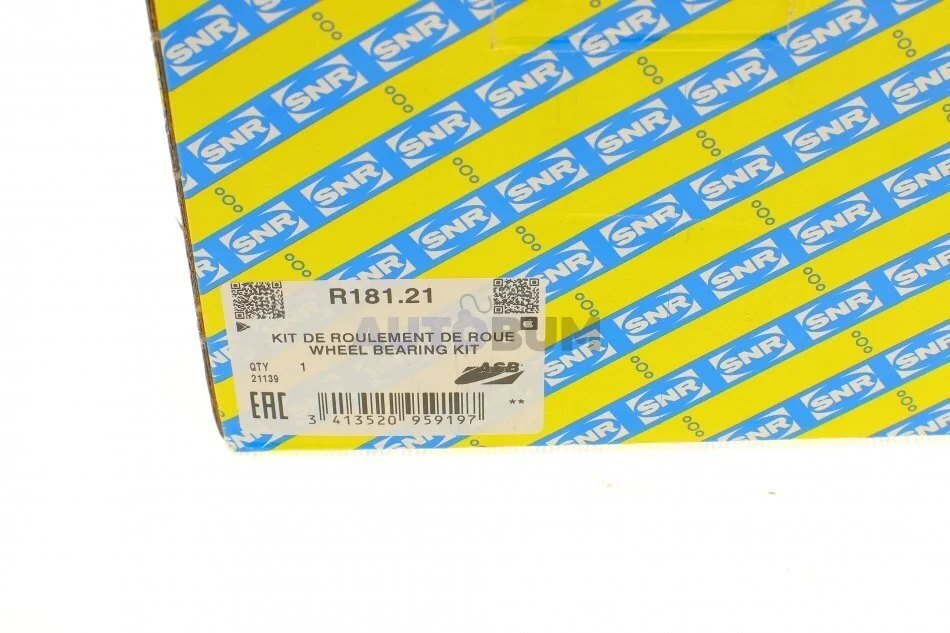 SNR
R181.21
AUTOBUM
KIT DE ROULEMENT DE ROUE
WHEEL BEARING KIT
QTY 1
21139
ASB
EAC
**
3 413520 959197